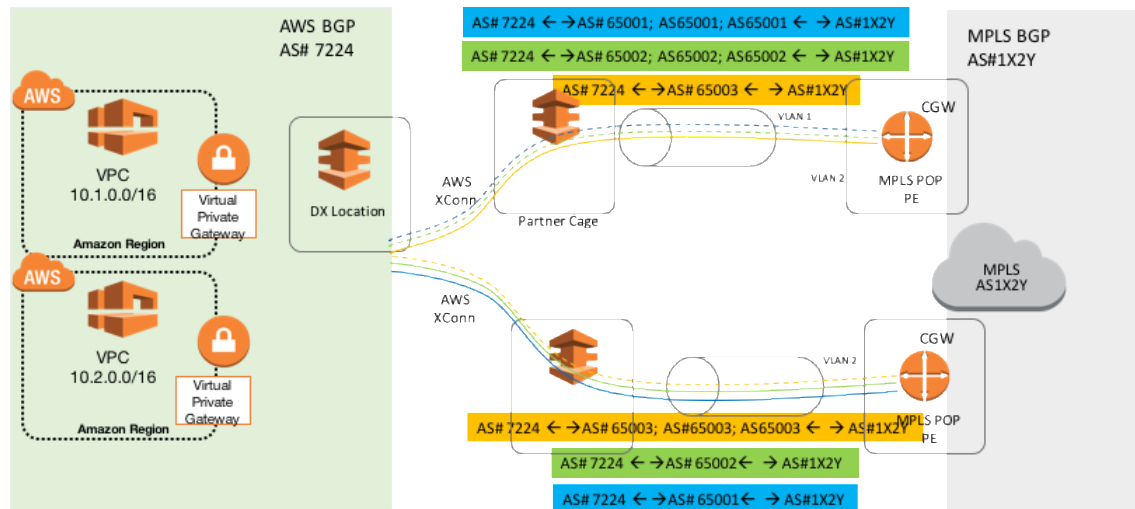 AWS BGP
AS# 7224
AS# 7224 ← →AS# 65001; AS65001; AS65001 ← →AS#1X2Y
AS# 7224 ← →AS# 65002; AS65002; AS65002 ← →AS#1X2Y
AS# 7224 ← →AS# 65003 ← → AS#1X2Y
MPLS BGP
AS#1X2Y
AWS
VPC
10.1.0.0/16
Virtual
Private
Gateway
Amazon Region
DX Location
AWS
XConn
Partner Cage
VLAN 1
VLAN 2
CGW
MPLS POP
PE
AWS
VPC
10.2.0.0/16
Virtual
Private
Gateway
Amazon Region
AWS
XConn
MPLS
AS1X2Y
VLAN 2
CGW
MPLS POP
PE
AS# 7224 ← →AS# 65003; AS#65003; AS65003 ← → AS#1X2Y
AS# 7224 ← →AS# 65002← → AS#1X2Y
AS# 7224 ← →AS# 65001← → AS#1X2Y